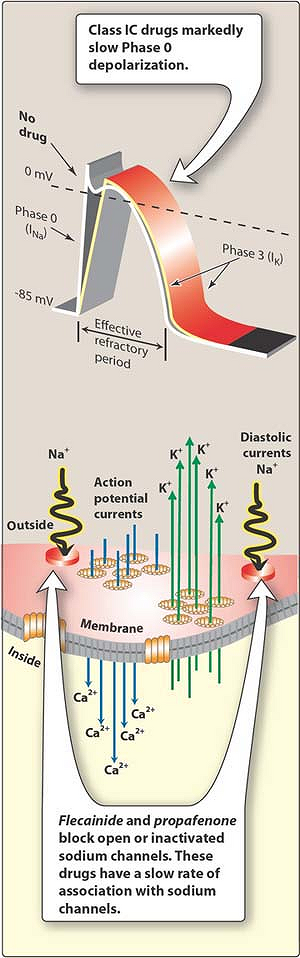 Class IC drugs markedly
slow Phase 0
depolarization.
No
drug
0 mV
Phase 0
(INa)
Phase 3 (IK)
-85 mV
Effective
refractory
period
Diastolic
currents
Na+
Na+
Action
potential
currents
K+
K+
K+
K+
K+
Outside
Membrane
Inside
Ca2+
Ca2+
Ca2+
Ca2+
Flecainide and propafenone
block open or inactivated
sodium channels. These
drugs have a slow rate of
association with sodium
channels.